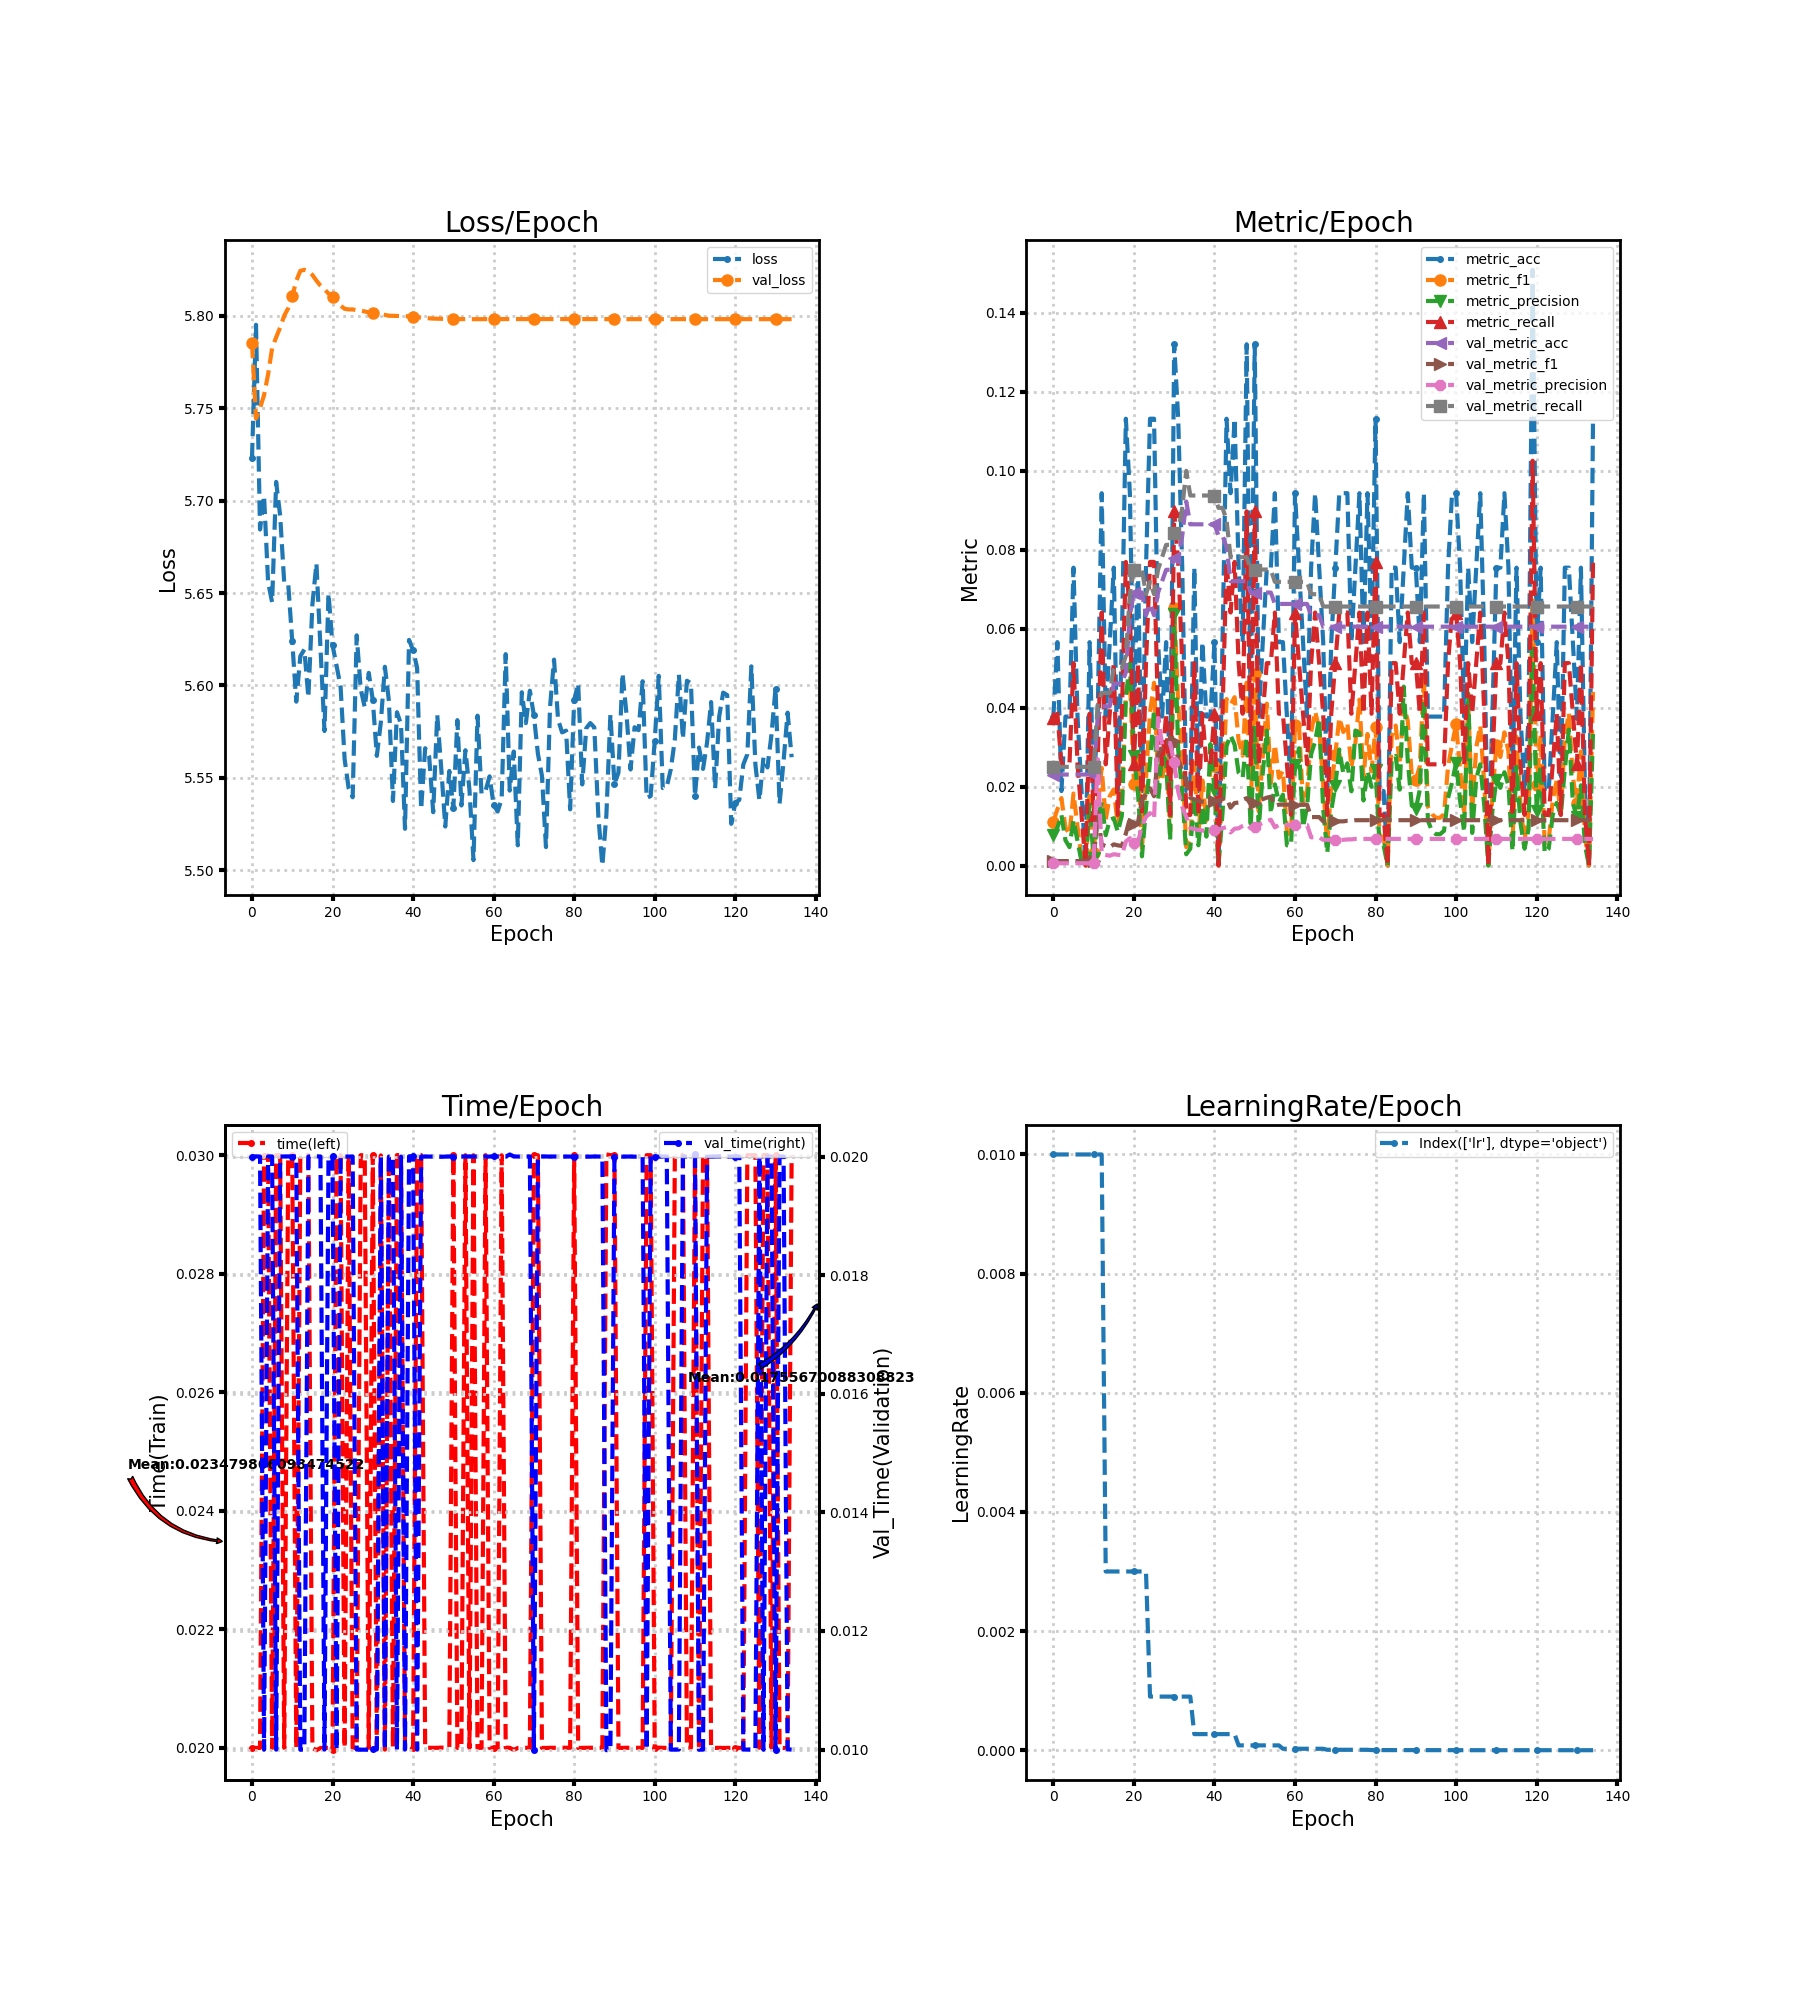 Loss/Epoch
loss
val_loss
5.80
5.75
5.70
5.65
5.60
5.55
5.50
Loss
0
20
40
60
80
100
120
140
Epoch
Metric/Epoch
metric_acc
metric_f1
metric_precision
metric_recall
val_metric_acc
val_metric_f1
val_metric_precision
val_metric_recall
0.14
0.12
0.10
0.08
0.06
0.04
0.02
0.00
Metric
0
20
40
60
80
100
120
140
Epoch
Time/Epoch
time(left)
val_time(right)
0.030
0.028
0.026
0.024
0.022
0.020
Time(Train)
0.020
0.018
0.016
0.014
0.012
0.010
Val_Time(Validation)
0
20
40
60
80
100
120
140
Epoch
LearningRate/Epoch
Index(['lr'], dtype='object')
0.010
0.008
0.006
0.004
0.002
0.000
LearningRate
0
20
40
60
80
100
120
140
Epoch